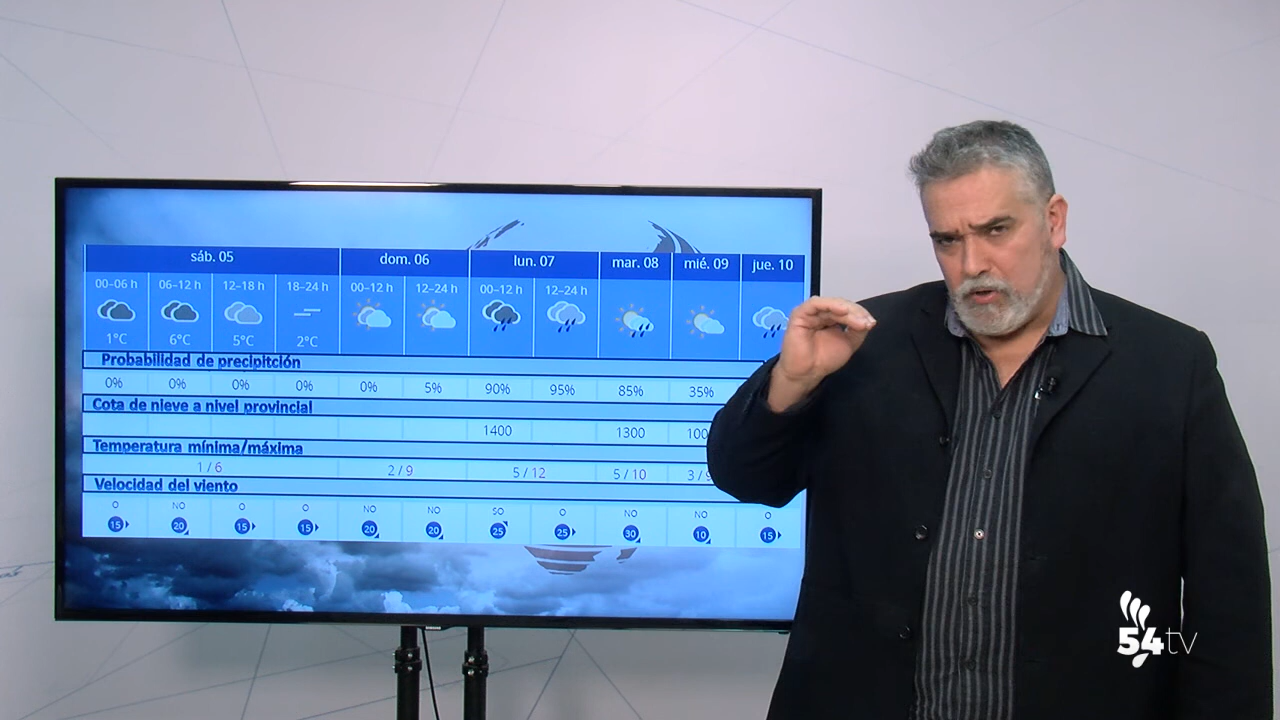 sáb. 05 dom. 06 lun. 07 mar. 08 mié. 09 jue. 10
00–06 h 06–12 h 12–18 h 18–24 h 00–12 h 12–24 h 00–12 h 12–24 h
1°C 6°C 5°C 2°C
Probabilidad de precipitción
0% 0% 0% 0% 0% 5% 90% 95% 85% 35%
Cota de nieve a nivel provincial
1400 1300 100
Temperatura mínima/máxima
1 / 6 2 / 9 5 / 12 5 / 10 3 / 9
Velocidad del viento
O NO O O NO NO SO O NO NO O
15 20 15 15 20 20 25 25 30 10 15
SAMSUNG
54tv